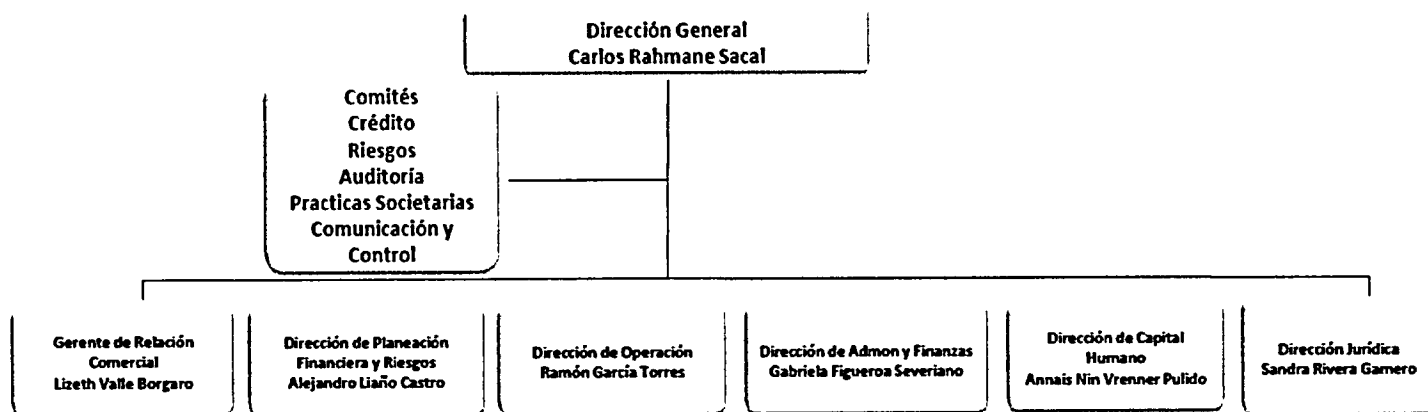 Dirección General
Carlos Rahmane Sacal
Comités
Crédito
Riesgos
Auditoría
Practicas Societarias
Comunicación y
Control
Gerente de Relación
Comercial
Lizeth Valle Borgaro
Dirección de Planeación
Financiera y Riesgos
Alejandro Liaño Castro
Dirección de Operación
Ramón García Torres
Dirección de Admon y Finanzas
Gabriela Figueroa Severiano
Dirección de Capital
Humano
Annais Nin Vrenner Pulido
Dirección Jurídica
Sandra Rivera Gamero